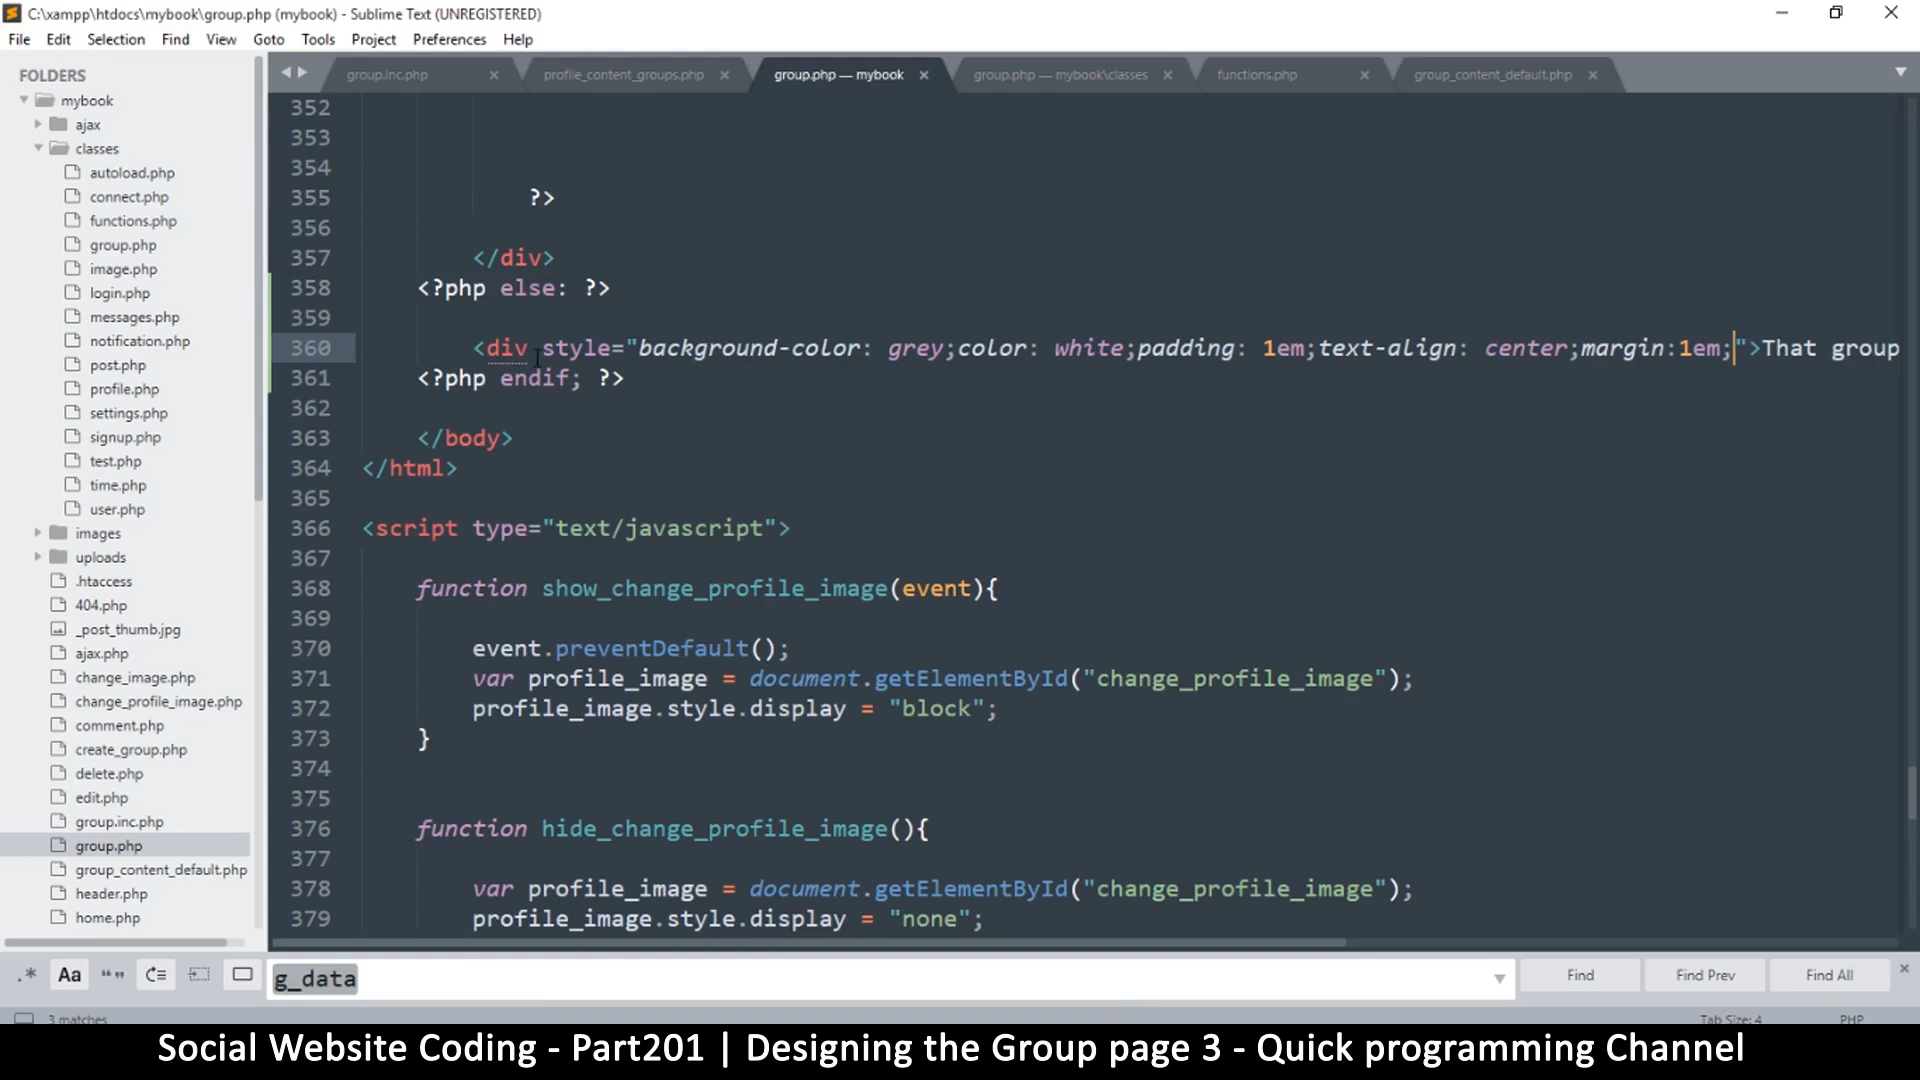 C:\xampp\htdocs\mybook\group.php (mybook) - Sublime Text (UNREGISTERED)
File Edit Selection Find View Goto Tools Project Preferences Help
FOLDERS
mybook
ajax
classes
autoload.php
connect.php
functions.php
group.php
image.php
login.php
messages.php
notification.php
post.php
profile.php
settings.php
signup.php
test.php
time.php
user.php
images
uploads
.htaccess
404.php
_post_thumb.jpg
ajax.php
change_image.php
change_profile_image.php
comment.php
create_group.php
delete.php
edit.php
group.inc.php
group.php
group_content_default.php
header.php
home.php
group.inc.php profile_content_groups.php group.php — mybook group.php — mybook\classes functions.php group_content_default.php
352
353
354
355 ?>
356
357 </div>
358 <?php else: ?>
359
360 <div style="background-color: grey;color: white;padding: 1em;text-align: center;margin:1em;">That group
361 <?php endif; ?>
362
363 </body>
364 </html>
365
366 <script type="text/javascript">
367
368 function show_change_profile_image(event){
369
370 event.preventDefault();
371 var profile_image = document.getElementById("change_profile_image");
372 profile_image.style.display = "block";
373 }
374
375
376 function hide_change_profile_image(){
377
378 var profile_image = document.getElementById("change_profile_image");
379 profile_image.style.display = "none";
.* Aa “” g_data Find Find Prev Find All
3 matches Tab Size: 4 PHP
Social Website Coding - Part201 | Designing the Group page 3 - Quick programming Channel